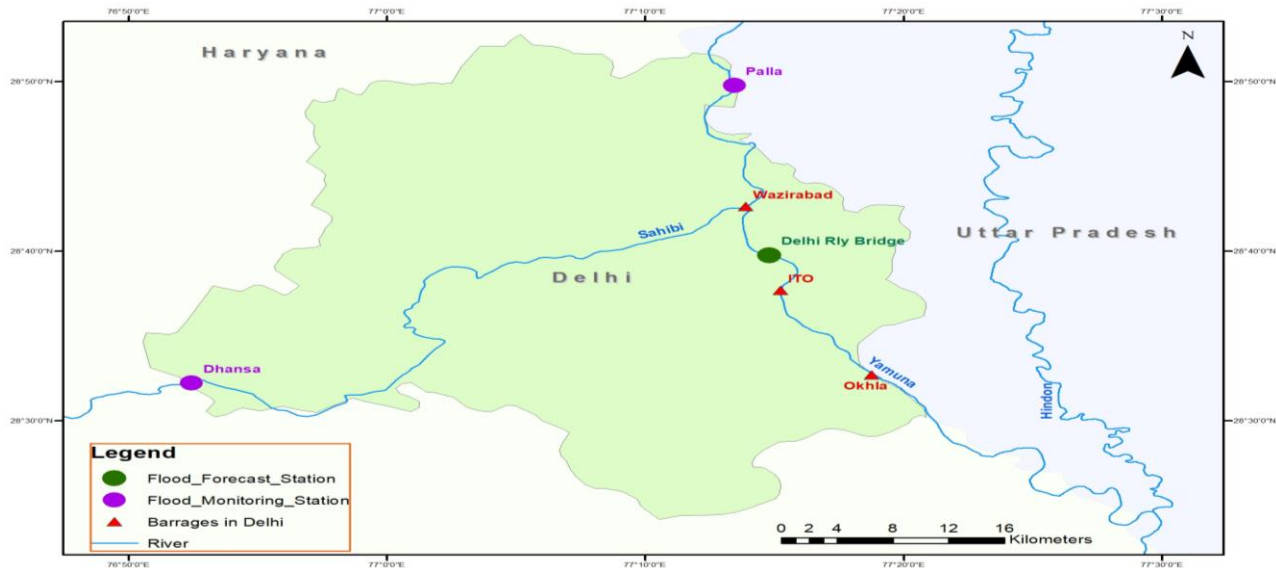 76°50'0"E 77°0'0"E 77°10'0"E 77°20'0"E 77°30'0"E
Haryana
N
Palla
28°50'0"N 28°50'0"N
Wazirabad
Sahibi
Uttar Pradesh
Delhi Rly Bridge
28°40'0"N 28°40'0"N
Delhi
ITO
Dhansa
Yamuna
Okhla
Hindon
28°30'0"N 28°30'0"N
Legend
Flood_Forecast_Station
Flood_Monitoring_Station
Barrages in Delhi
River
0 2 4 8 12 16
Kilometers
76°50'0"E 77°0'0"E 77°10'0"E 77°20'0"E 77°30'0"E